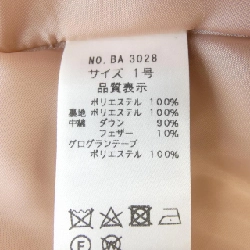 NO. BA 3028
サイズ 1号
品質表示
ポリエステル 100%
裏地 ポリエステル 100%
中綿 ダウン 90%
フェザー 10%
グログランテープ
ポリエステル 100%